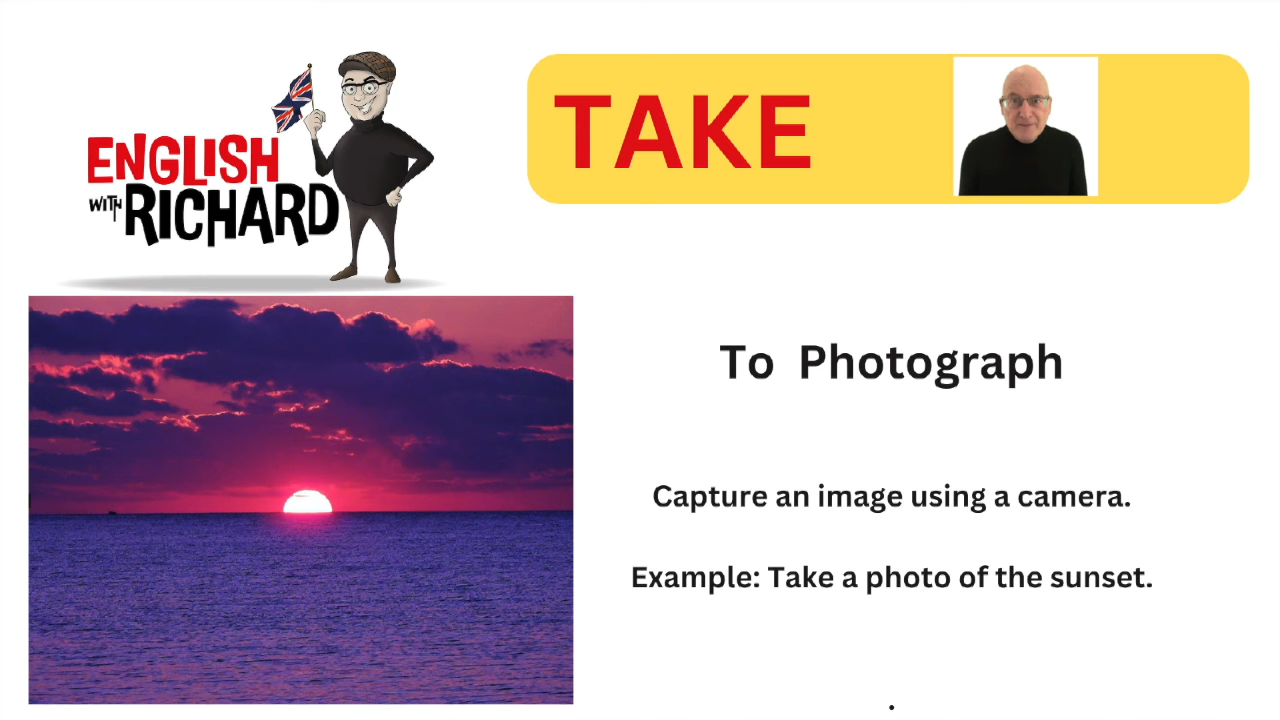 ENGLISH
WITH RICHARD
TAKE
To Photograph
Capture an image using a camera.
Example: Take a photo of the sunset.
.